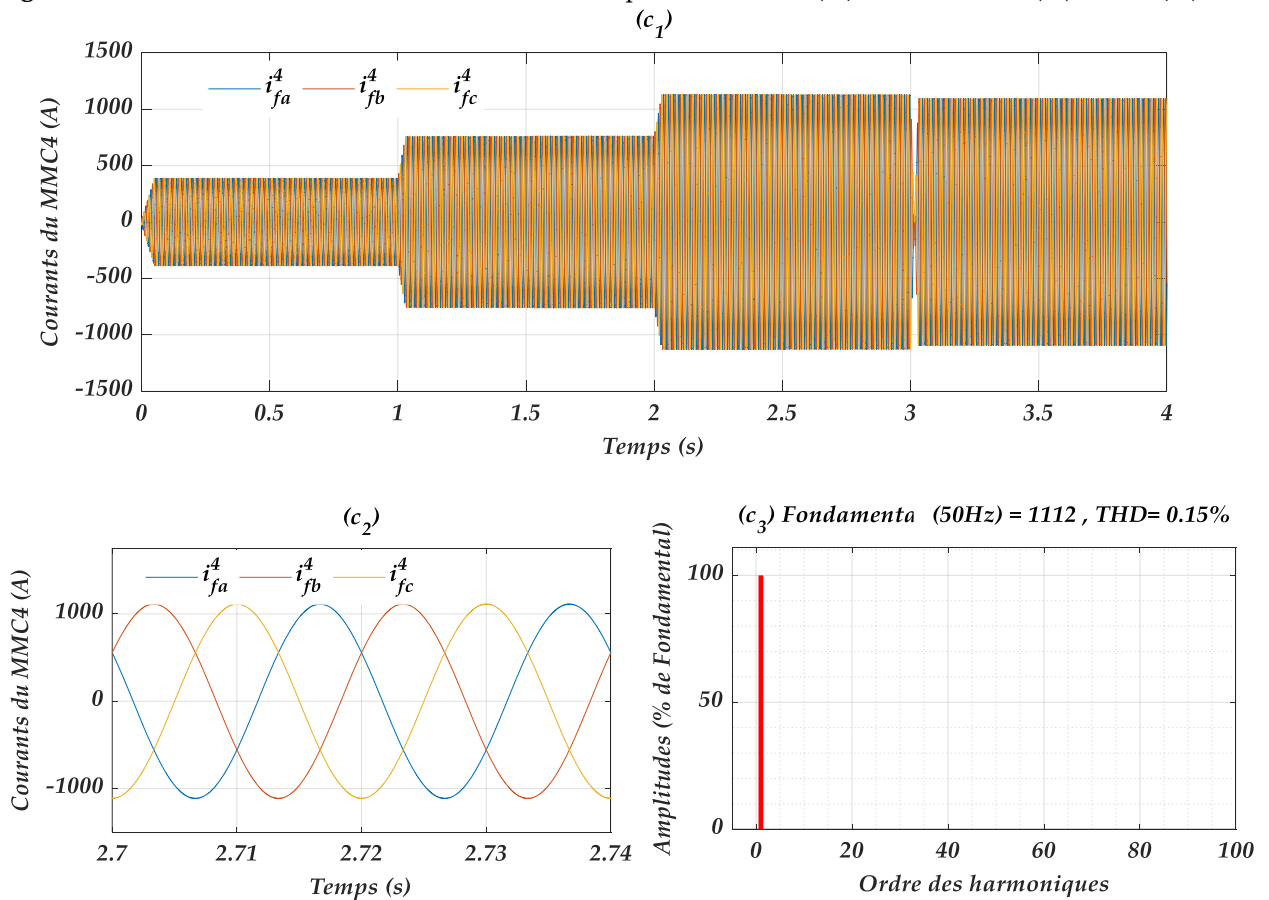 (c1)
1500
1000
500
0
-500
-1000
-1500
Courants du MMC4 (A)
i4fa i4fb i4fc
0 0.5 1 1.5 2 2.5 3 3.5 4
Temps (s)
(c2)
1000
0
-1000
Courants du MMC4 (A)
i4fa i4fb i4fc
2.7 2.71 2.72 2.73 2.74
Temps (s)
(c3) Fondamenta (50Hz) = 1112 , THD= 0.15%
100
50
0
Amplitudes (% de Fondamental)
0 20 40 60 80 100
Ordre des harmoniques